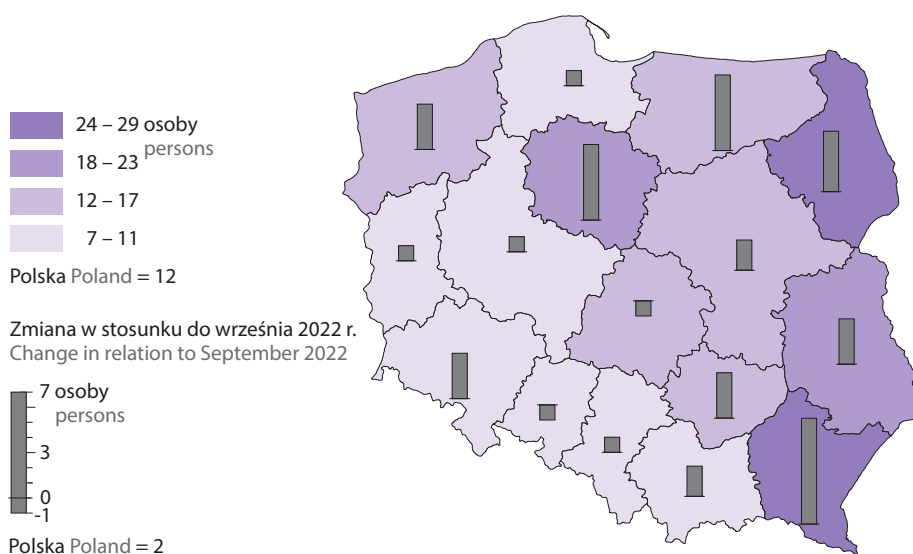 24 – 29 osoby
persons
18 – 23
12 – 17
7 – 11
Polska Poland = 12
Zmiana w stosunku do września 2022 r.
Change in relation to September 2022
7 osoby
persons
3
0
-1
Polska Poland = 2